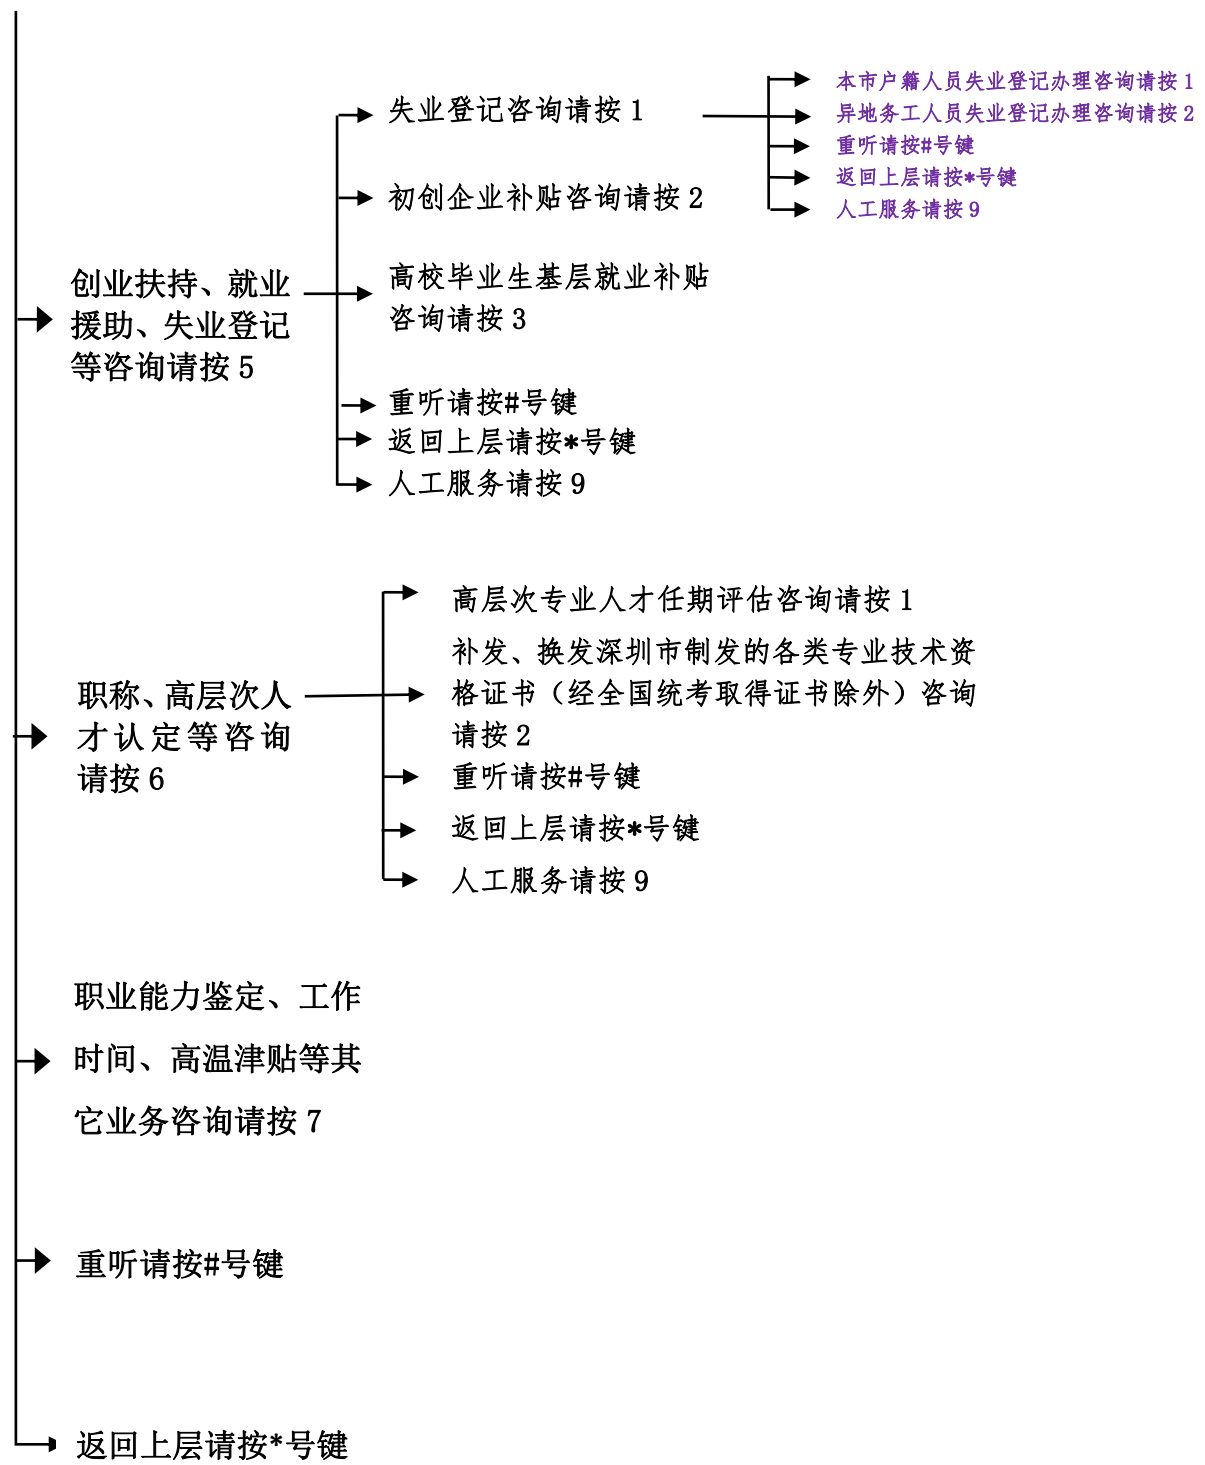 创业扶持、就业
援助、失业登记
等咨询请按 5
失业登记咨询请按 1
本市户籍人员失业登记办理咨询请按 1
异地务工人员失业登记办理咨询请按 2
重听请按#号键
返回上层请按*号键
人工服务请按 9
初创企业补贴咨询请按 2
高校毕业生基层就业补贴
咨询请按 3
重听请按#号键
返回上层请按*号键
人工服务请按 9
职称、高层次人
才认定等咨询
请按 6
高层次专业人才任期评估咨询请按 1
补发、换发深圳市制发的各类专业技术资
格证书（经全国统考取得证书除外）咨询
请按 2
重听请按#号键
返回上层请按*号键
人工服务请按 9
职业能力鉴定、工作
时间、高温津贴等其
它业务咨询请按 7
重听请按#号键
返回上层请按*号键